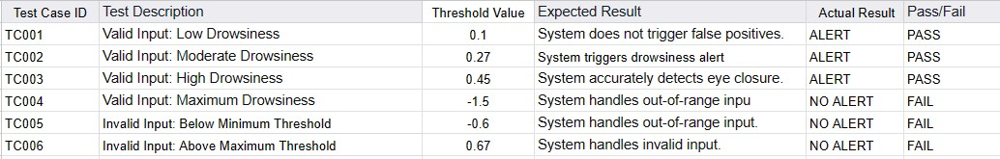 Test Case ID Test Description Threshold Value Expected Result Actual Result Pass/Fail
TC001 Valid Input: Low Drowsiness 0.1 System does not trigger false positives. ALERT PASS
TC002 Valid Input: Moderate Drowsiness 0.27 System triggers drowsiness alert ALERT PASS
TC003 Valid Input: High Drowsiness 0.45 System accurately detects eye closure. ALERT PASS
TC004 Valid Input: Maximum Drowsiness -1.5 System handles out-of-range inpu NO ALERT FAIL
TC005 Invalid Input: Below Minimum Threshold -0.6 System handles out-of-range input. NO ALERT FAIL
TC006 Invalid Input: Above Maximum Threshold 0.67 System handles invalid input. NO ALERT FAIL